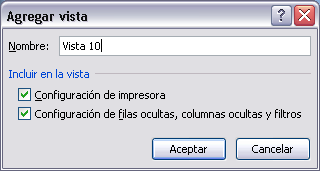 Agregar vista
Nombre: Vista 10
Incluir en la vista
Configuración de impresora
Configuración de filas ocultas, columnas ocultas y filtros
Aceptar Cancelar